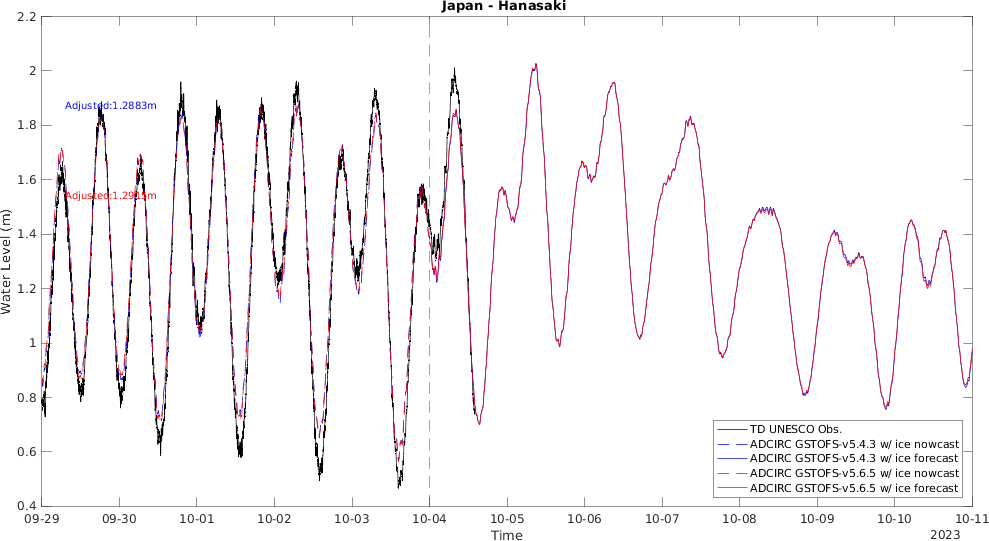 Japan - Hanasaki
2.2
2
1.8
1.6
1.4
1.2
1
0.8
0.6
0.4
Water Level (m)
Adjusted:1.2883m
Adjusted:1.2915m
09-29 09-30 10-01 10-02 10-03 10-04 10-05 10-06 10-07 10-08 10-09 10-10 10-11
Time
2023
TD UNESCO Obs.
ADCIRC GSTOFS-v5.4.3 w/ ice nowcast
ADCIRC GSTOFS-v5.4.3 w/ ice forecast
ADCIRC GSTOFS-v5.6.5 w/ ice nowcast
ADCIRC GSTOFS-v5.6.5 w/ ice forecast